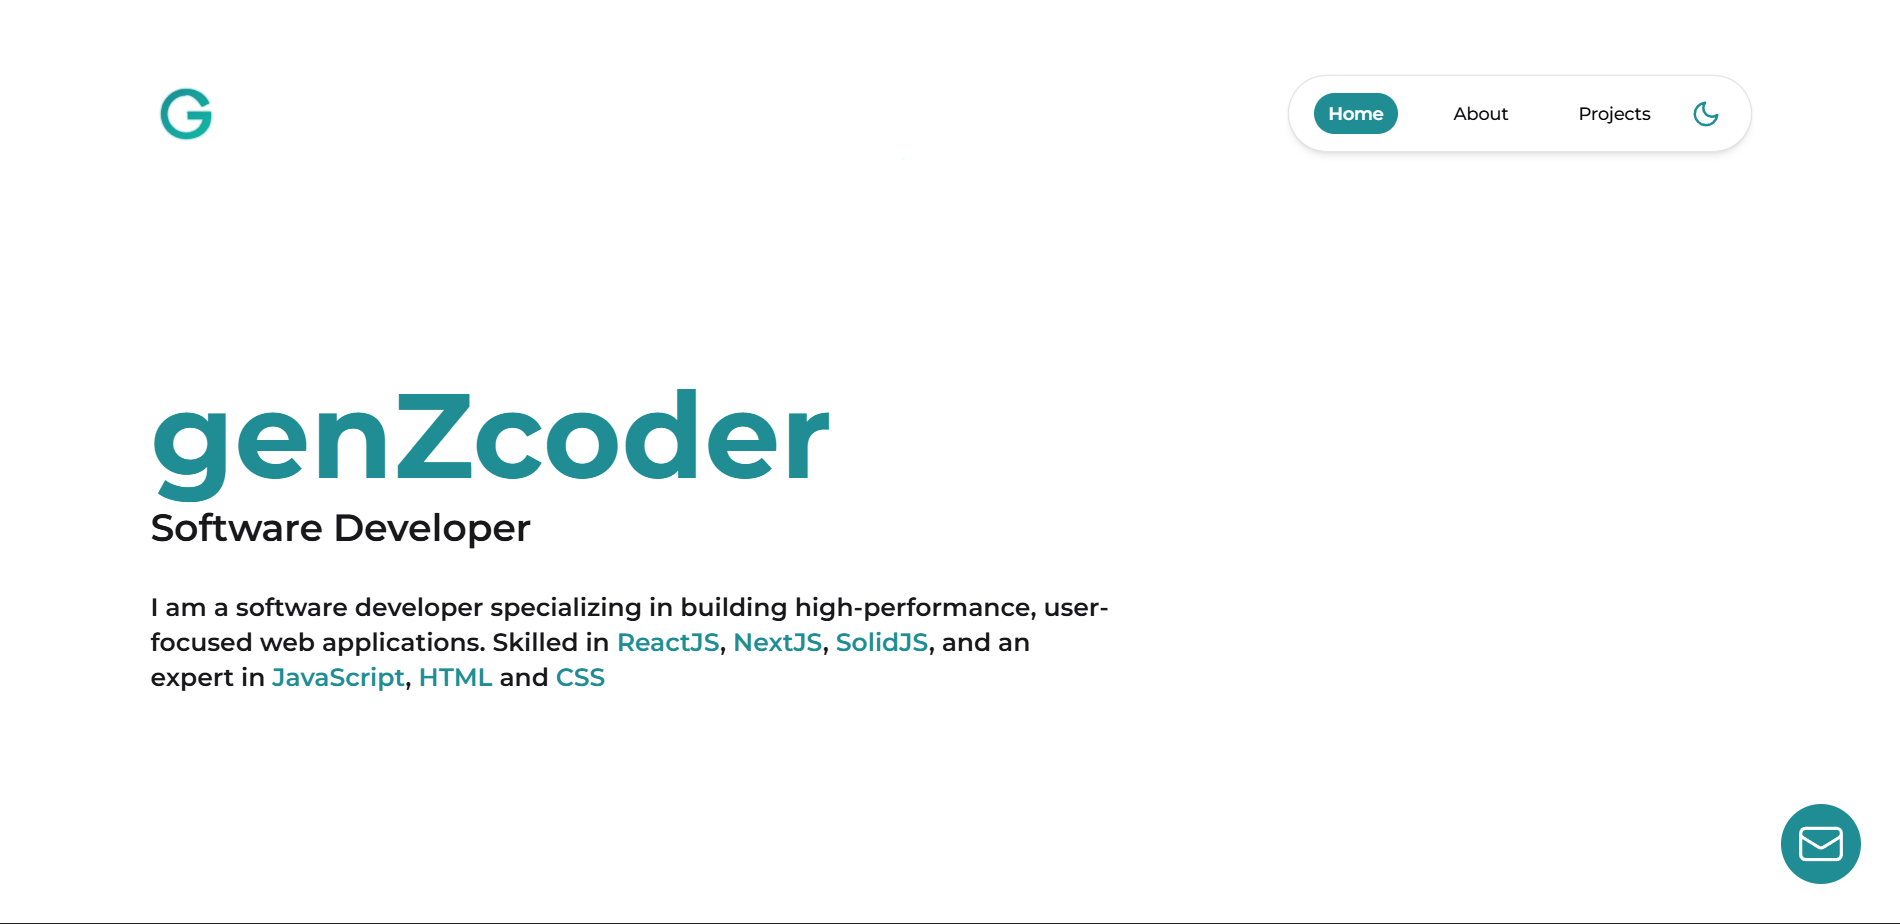 G
Home About Projects
genZcoder
Software Developer
I am a software developer specializing in building high-performance, user-
focused web applications. Skilled in ReactJS, NextJS, SolidJS, and an
expert in JavaScript, HTML and CSS